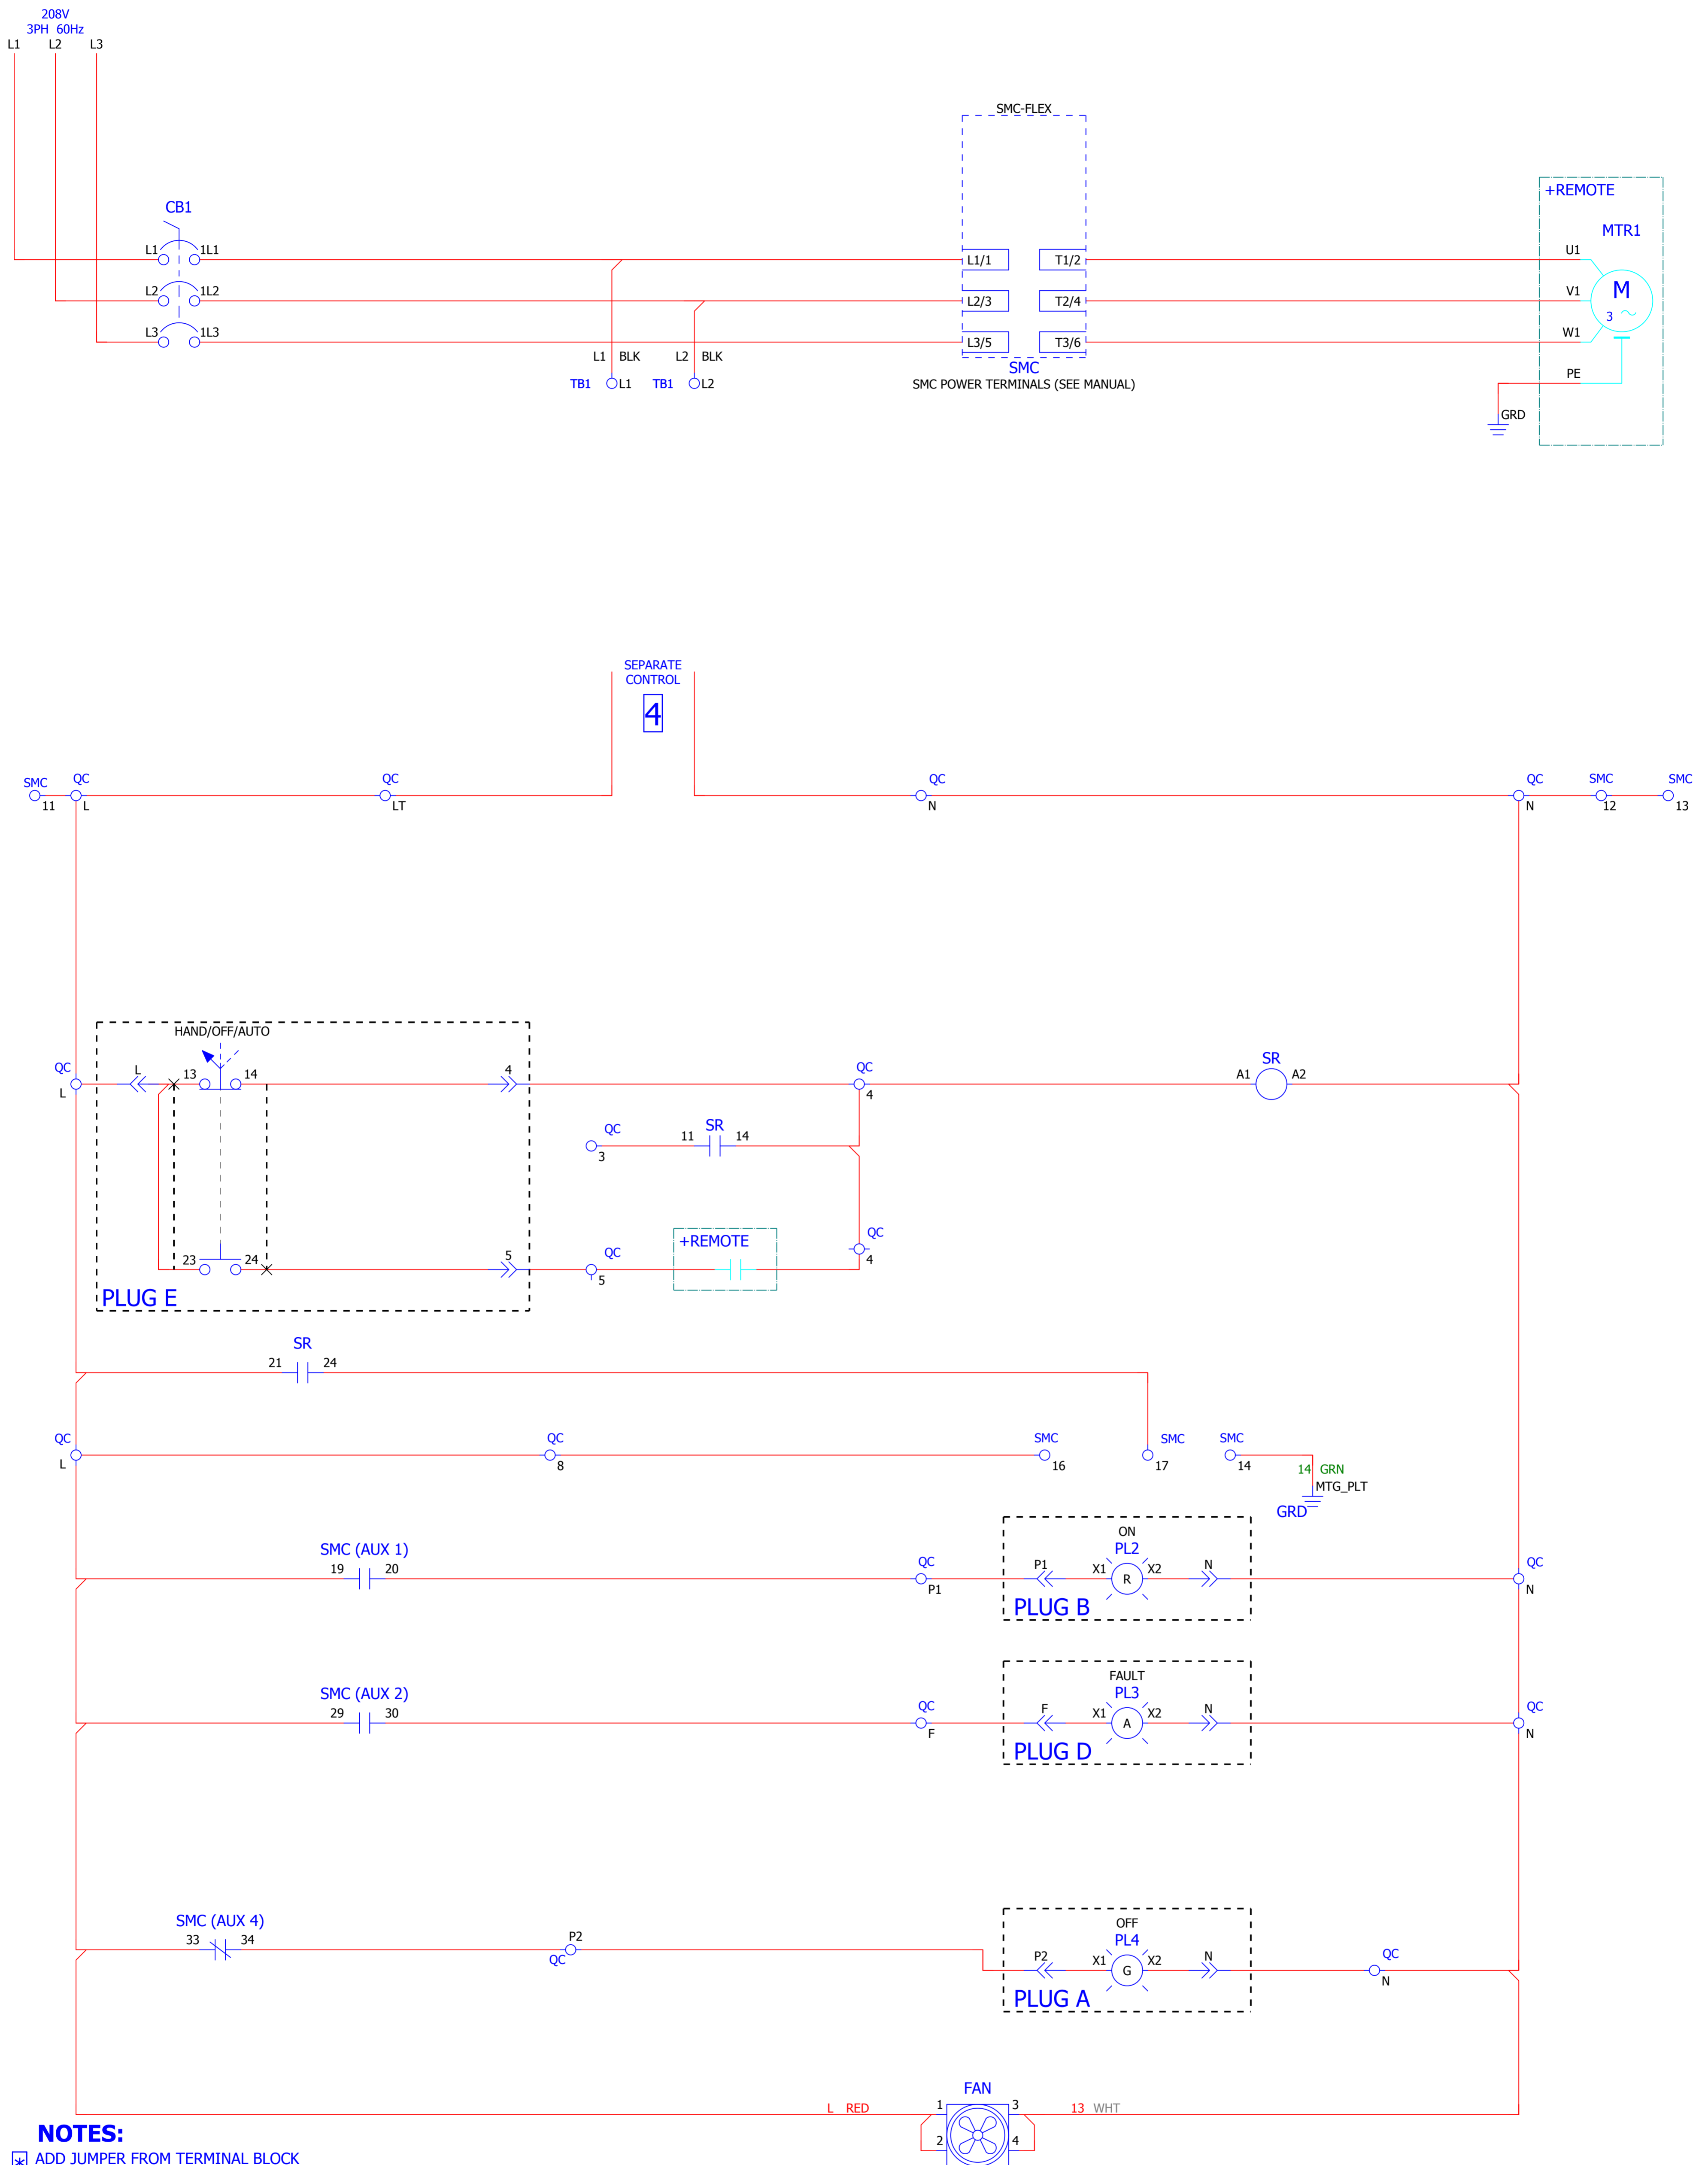 208V
3PH 60Hz
L1 L2 L3
SMC-FLEX
+REMOTE
CB1
MTR1
L1 1L1 L1/1 T1/2 U1
L2 1L2 L2/3 T2/4 V1 M
3
L3 1L3 L3/5 T3/6 W1
L1 BLK L2 BLK
SMC
PE
TB1 L1 TB1 L2
SMC POWER TERMINALS (SEE MANUAL)
GRD
SEPARATE
CONTROL
4
SMC QC QC QC QC SMC SMC
11 L LT N N 12 13
HAND/OFF/AUTO
QC L 13 14 4 QC SR
L 4 A1 A2
QC 11 SR 14
3
+REMOTE
QC
23 24 5 QC 4
5
PLUG E
SR
21 24
QC QC SMC SMC SMC
L 8 16 17 14
14 GRN
MTG_PLT
GRD
ON
SMC (AUX 1) PL2
19 20 QC P1 X1 R X2 N QC
P1 N
PLUG B
FAULT
SMC (AUX 2) PL3
29 30 QC F X1 A X2 N QC
F N
PLUG D
OFF
SMC (AUX 4) PL4
33 34 P2 P2 X1 G X2 N QC
QC N
PLUG A
FAN
L RED 1 3 13 WHT
2 4
NOTES:
* ADD JUMPER FROM TERMINAL BLOCK